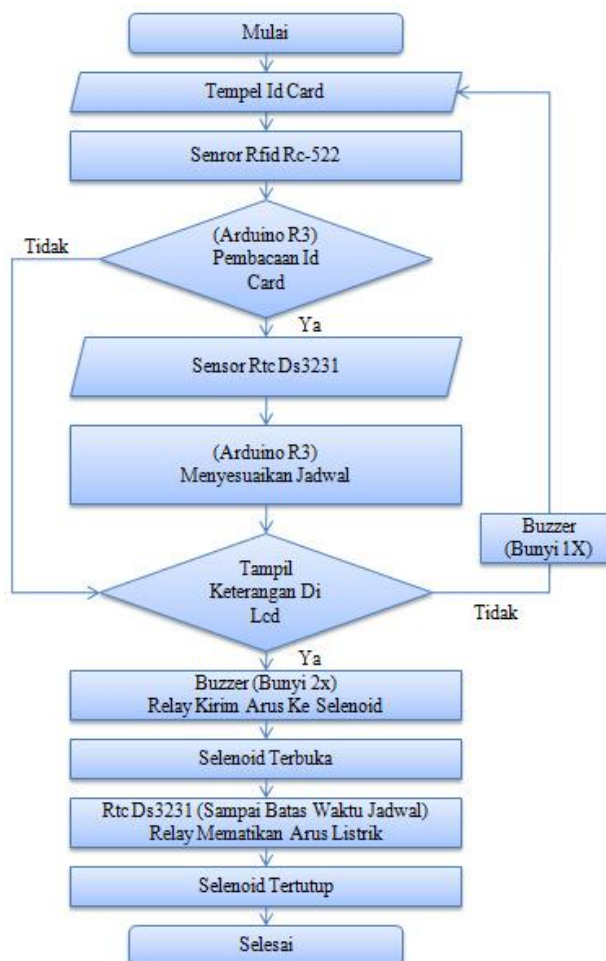 Mulai
Tempel Id Card
Senror Rfid Rc-522
(Arduino R3)
Pembacaan Id
Card
Tidak
Ya
Sensor Rtc Ds3231
(Arduino R3)
Menyesuaikan Jadwal
Buzzer
(Bunyi 1X)
Tampil
Keterangan Di
Lcd
Tidak
Ya
Buzzer (Bunyi 2x)
Relay Kirim Arus Ke Selenoid
Selenoid Terbuka
Rtc Ds3231 (Sampai Batas Waktu Jadwal)
Relay Mematikan Arus Listrik
Selenoid Tertutup
Selesai